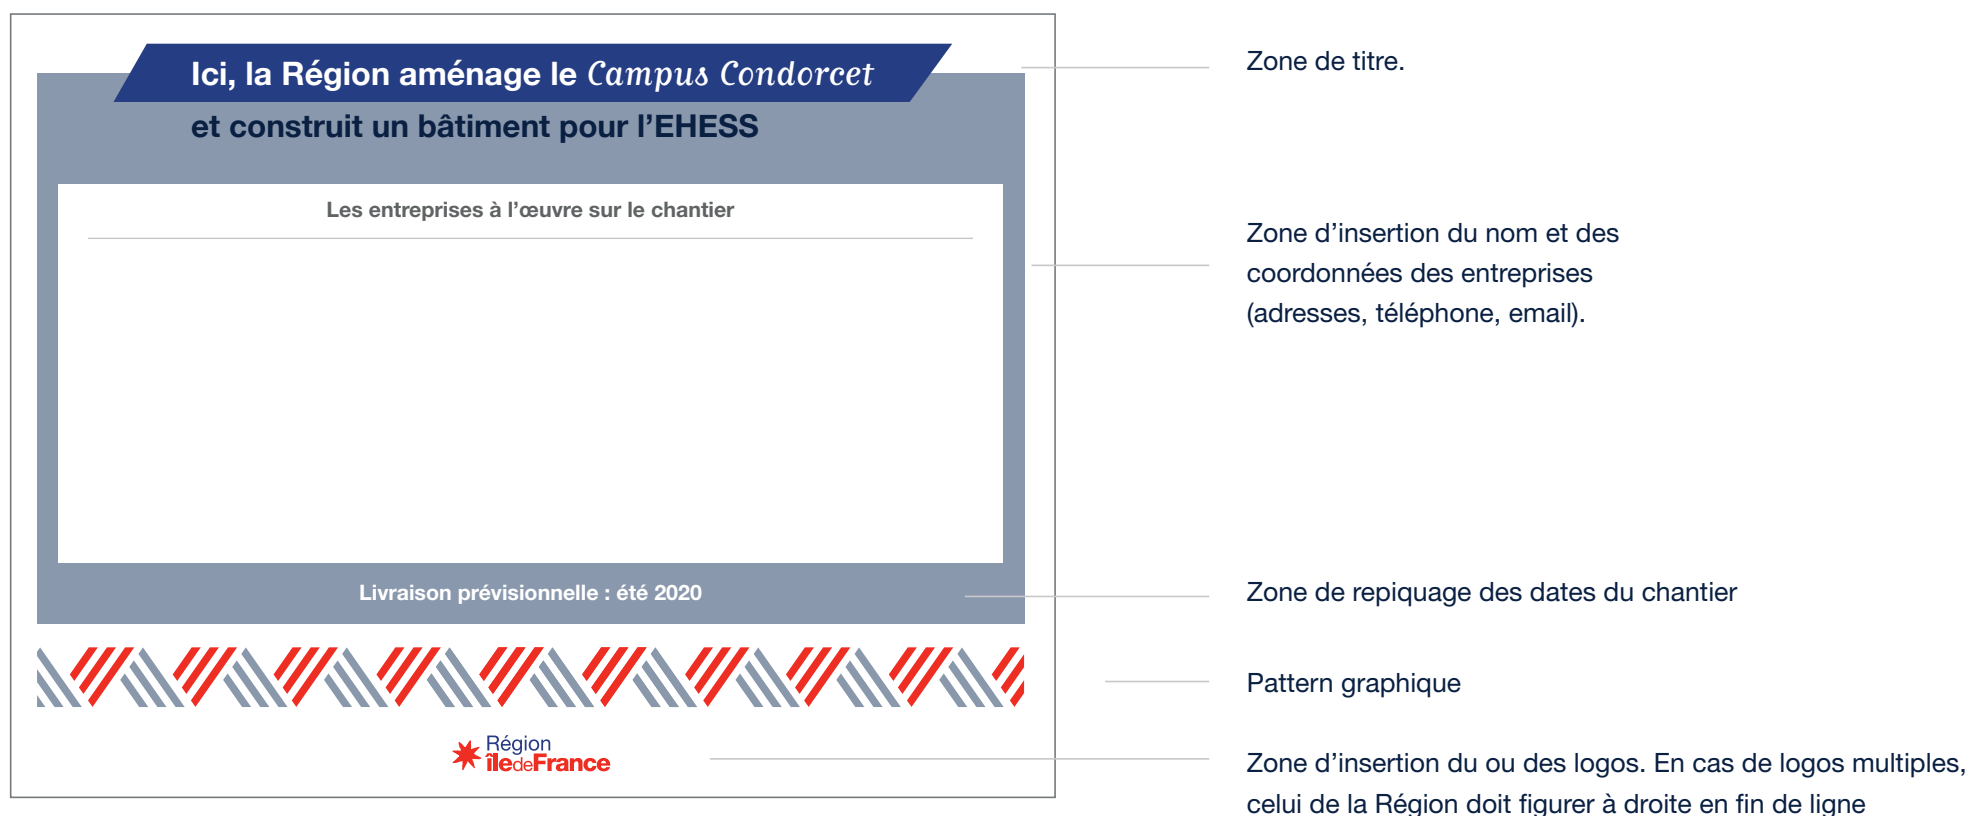 Ici, la Région aménage le Campus Condorcet
et construit un bâtiment pour l’EHESS
Les entreprises à l’œuvre sur le chantier
Livraison prévisionnelle : été 2020
Région
îledeFrance
Zone de titre.
Zone d’insertion du nom et des
coordonnées des entreprises
(adresses, téléphone, email).
Zone de repiquage des dates du chantier
Pattern graphique
Zone d’insertion du ou des logos. En cas de logos multiples,
celui de la Région doit figurer à droite en fin de ligne